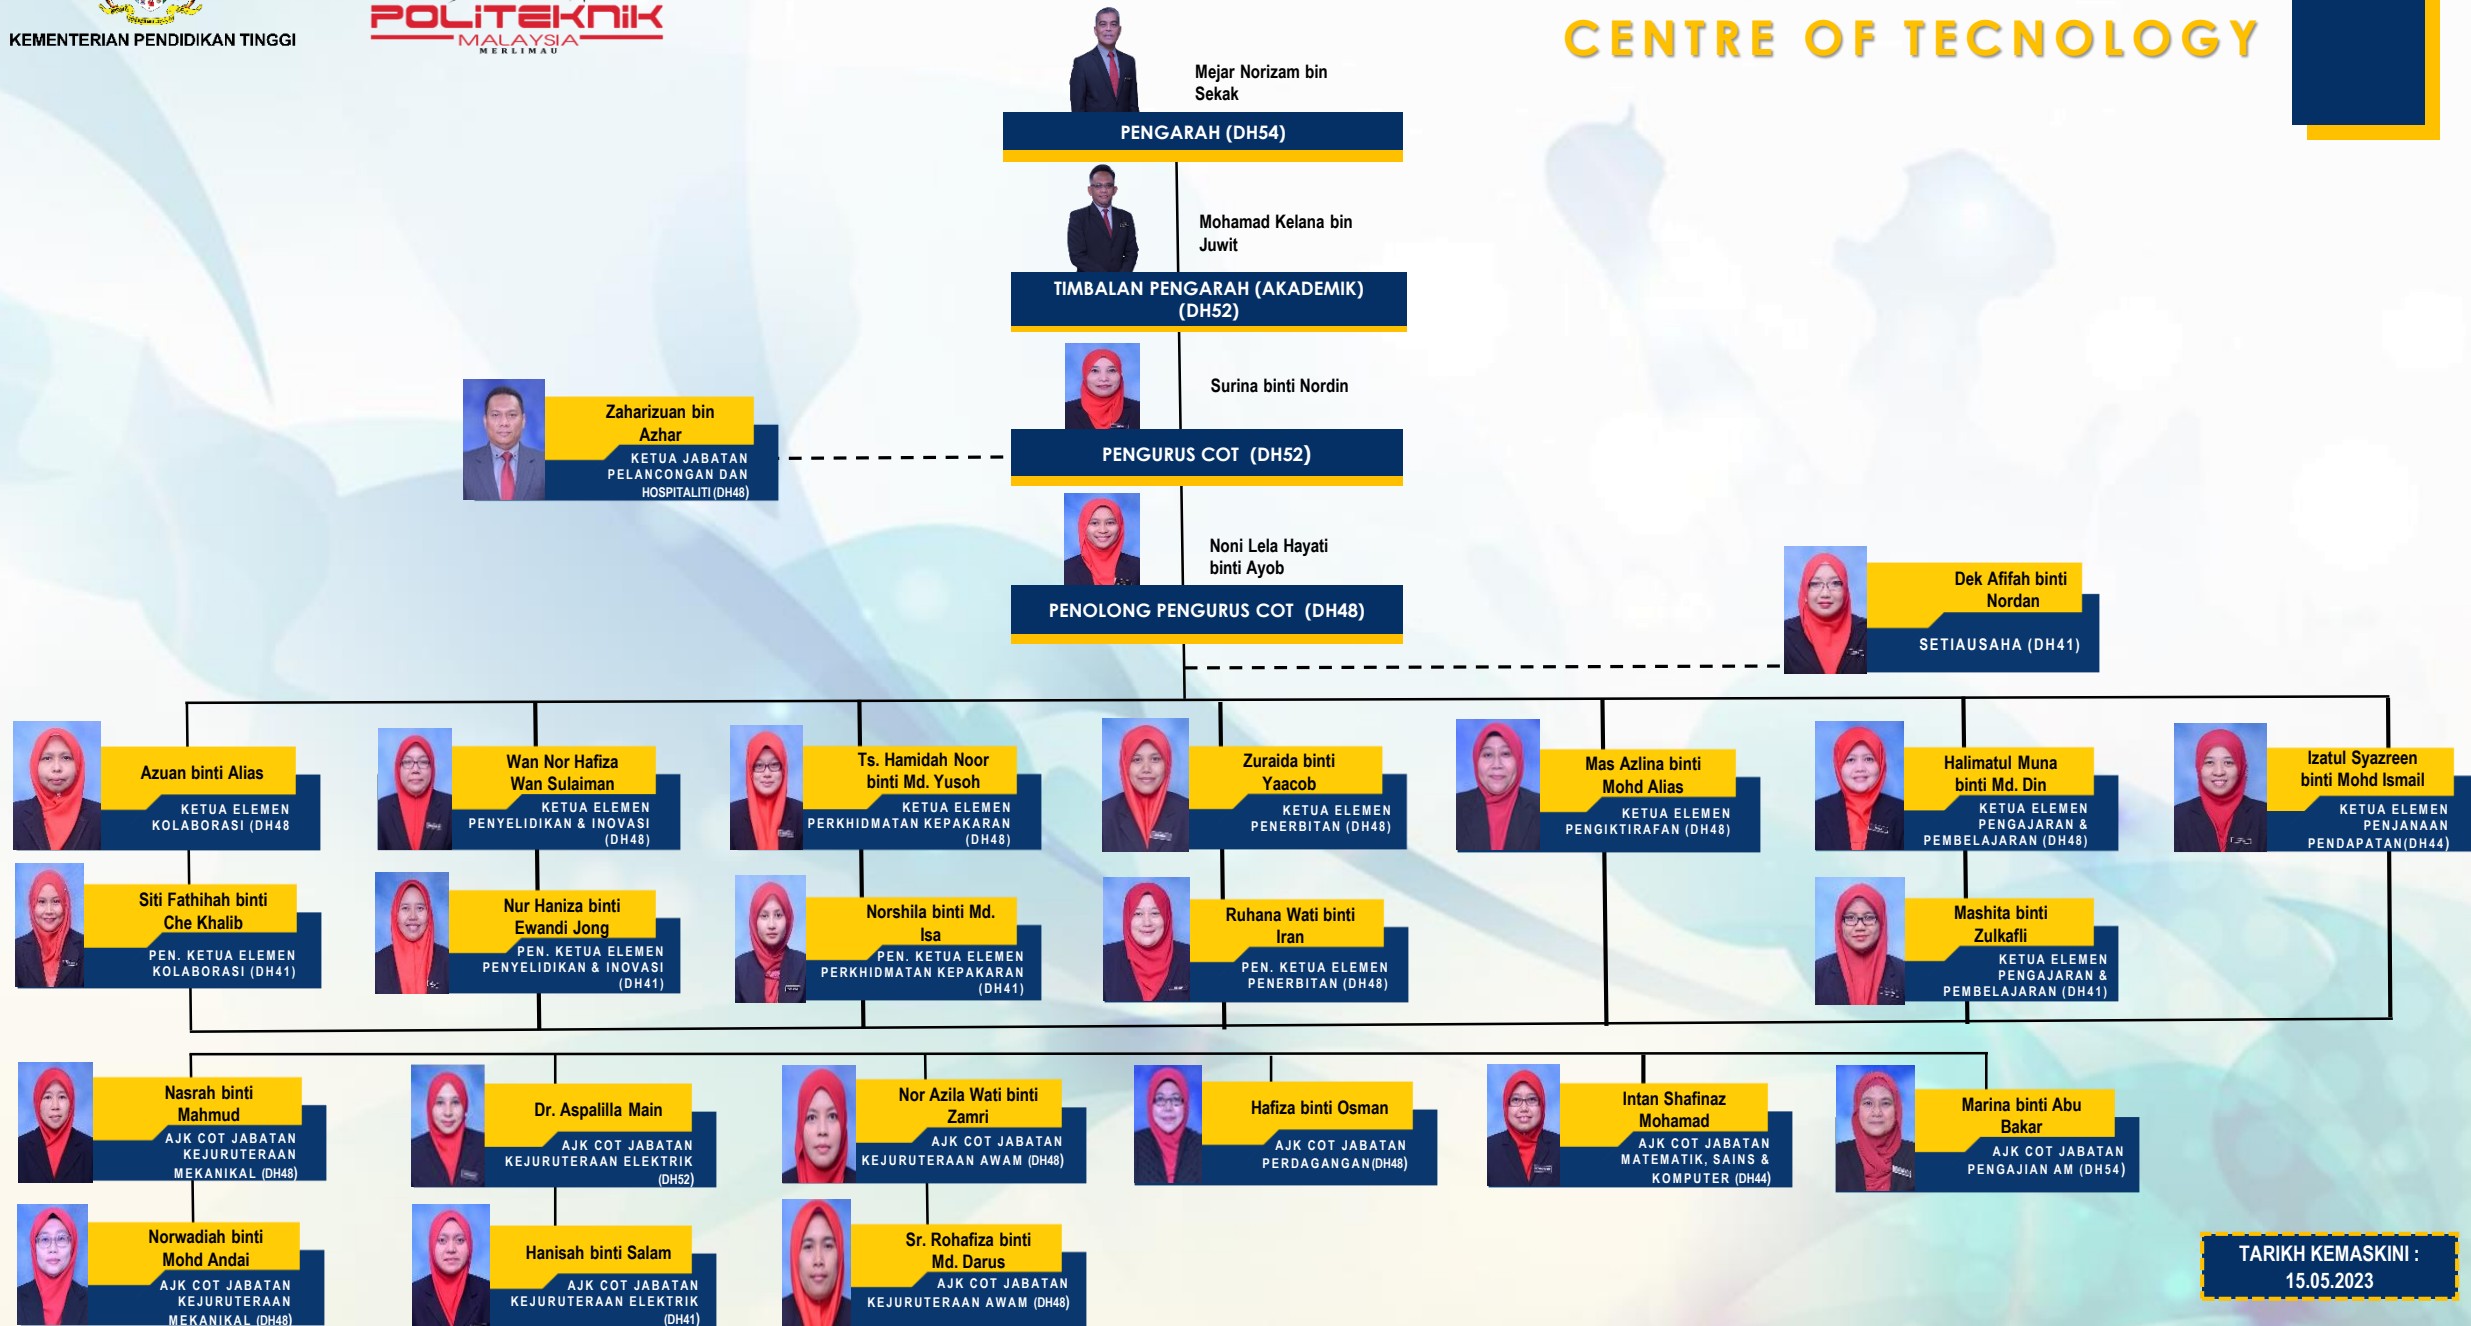 KEMENTERIAN PENDIDIKAN TINGGI
POLITEKNIK
MALAYSIA
MERLIMAU
CENTRE OF TECNOLOGY
Mejar Norizam bin
Sekak
PENGARAH (DH54)
Mohamad Kelana bin
Juwit
TIMBALAN PENGARAH (AKADEMIK)
(DH52)
Surina binti Nordin
PENGURUS COT (DH52)
Zaharizuan bin
Azhar
KETUA JABATAN
PELANCONGAN DAN
HOSPITALITI (DH48)
Noni Lela Hayati
binti Ayob
PENOLONG PENGURUS COT (DH48)
Dek Afifah binti
Nordan
SETIAUSAHA (DH41)
Azuan binti Alias
KETUA ELEMEN
KOLABORASI (DH48
Wan Nor Hafiza
Wan Sulaiman
KETUA ELEMEN
PENYELIDIKAN & INOVASI
(DH48)
Ts. Hamidah Noor
binti Md. Yusoh
KETUA ELEMEN
PERKHIDMATAN KEPAKARAN
(DH48)
Zuraida binti
Yaacob
KETUA ELEMEN
PENERBITAN (DH48)
Mas Azlina binti
Mohd Alias
KETUA ELEMEN
PENGIKTIRAFAN (DH48)
Halimatul Muna
binti Md. Din
KETUA ELEMEN
PENGAJARAN &
PEMBELAJARAN (DH48)
Izatul Syazreen
binti Mohd Ismail
KETUA ELEMEN
PENJANAAN
PENDAPATAN(DH44)
Siti Fathihah binti
Che Khalib
PEN. KETUA ELEMEN
KOLABORASI (DH41)
Nur Haniza binti
Ewandi Jong
PEN. KETUA ELEMEN
PENYELIDIKAN & INOVASI
(DH41)
Norshila binti Md.
Isa
PEN. KETUA ELEMEN
PERKHIDMATAN KEPAKARAN
(DH41)
Ruhana Wati binti
Iran
PEN. KETUA ELEMEN
PENERBITAN (DH48)
Mashita binti
Zulkafli
KETUA ELEMEN
PENGAJARAN &
PEMBELAJARAN (DH41)
Nasrah binti
Mahmud
AJK COT JABATAN
KEJURUTERAAN
MEKANIKAL (DH48)
Dr. Aspalilla Main
AJK COT JABATAN
KEJURUTERAAN ELEKTRIK
(DH52)
Nor Azila Wati binti
Zamri
AJK COT JABATAN
KEJURUTERAAN AWAM (DH48)
Hafiza binti Osman
AJK COT JABATAN
PERDAGANGAN(DH48)
Intan Shafinaz
Mohamad
AJK COT JABATAN
MATEMATIK, SAINS &
KOMPUTER (DH44)
Marina binti Abu
Bakar
AJK COT JABATAN
PENGAJIAN AM (DH54)
Norwadiah binti
Mohd Andai
AJK COT JABATAN
KEJURUTERAAN
MEKANIKAL (DH48)
Hanisah binti Salam
AJK COT JABATAN
KEJURUTERAAN ELEKTRIK
(DH41)
Sr. Rohafiza binti
Md. Darus
AJK COT JABATAN
KEJURUTERAAN AWAM (DH48)
TARIKH KEMASKINI :
15.05.2023